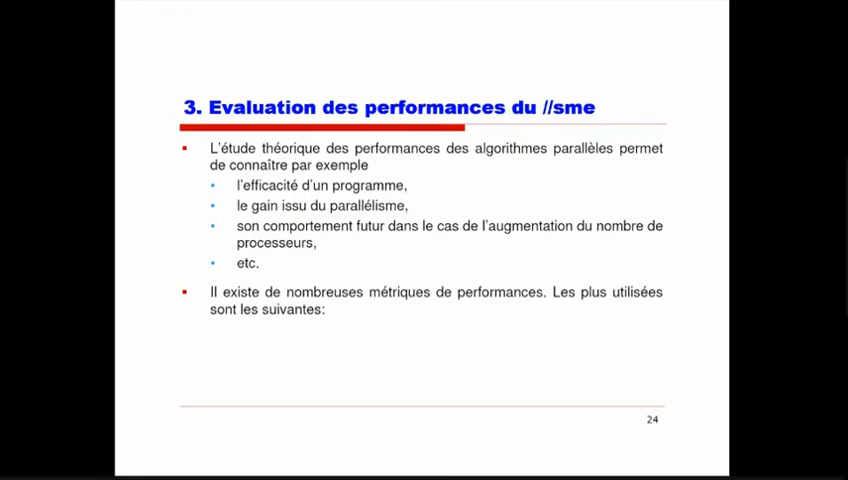 3. Evaluation des performances du //sme
L'étude théorique des performances des algorithmes parallèles permet
de connaître par exemple
l'efficacité d'un programme,
le gain issu du parallélisme,
son comportement futur dans le cas de l'augmentation du nombre de
processeurs,
etc.
Il existe de nombreuses métriques de performances. Les plus utilisées
sont les suivantes:
24